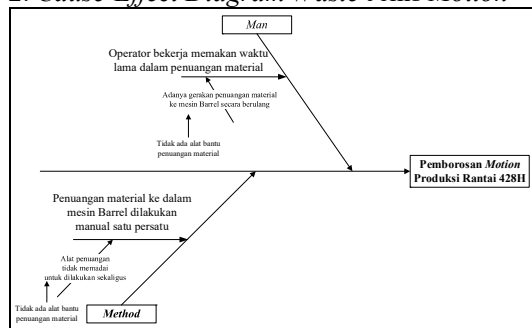 2. Cause Effect Diagram Waste Pada Motion
Man
Operator bekerja memakan waktu
lama dalam penuangan material
Adanya gerakan penuangan material
ke mesin Barrel secara berulang
Tidak ada alat bantu
penuangan material
Pemborosan Motion
Produksi Rantai 428H
Penuangan material ke dalam
mesin Barrel dilakukan
manual satu persatu
Alat penuangan
tidak memadai
untuk dilakukan sekaligus
Tidak ada alat bantu
penuangan material
Method